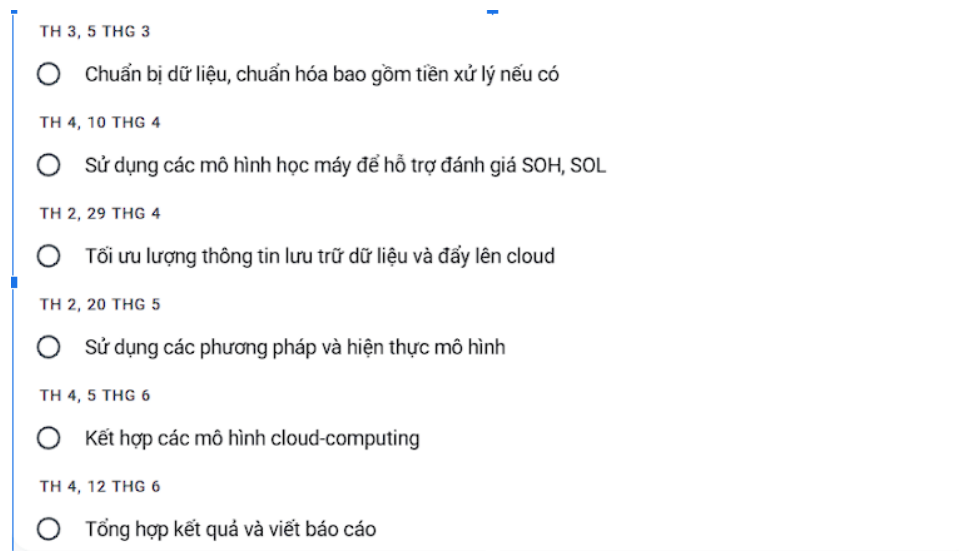 TH 3, 5 THG 3
Chuẩn bị dữ liệu, chuẩn hóa bao gồm tiền xử lý nếu có
TH 4, 10 THG 4
Sử dụng các mô hình học máy để hỗ trợ đánh giá SOH, SOL
TH 2, 29 THG 4
Tối ưu lượng thông tin lưu trữ dữ liệu và đẩy lên cloud
TH 2, 20 THG 5
Sử dụng các phương pháp và hiện thực mô hình
TH 4, 5 THG 6
Kết hợp các mô hình cloud-computing
TH 4, 12 THG 6
Tổng hợp kết quả và viết báo cáo